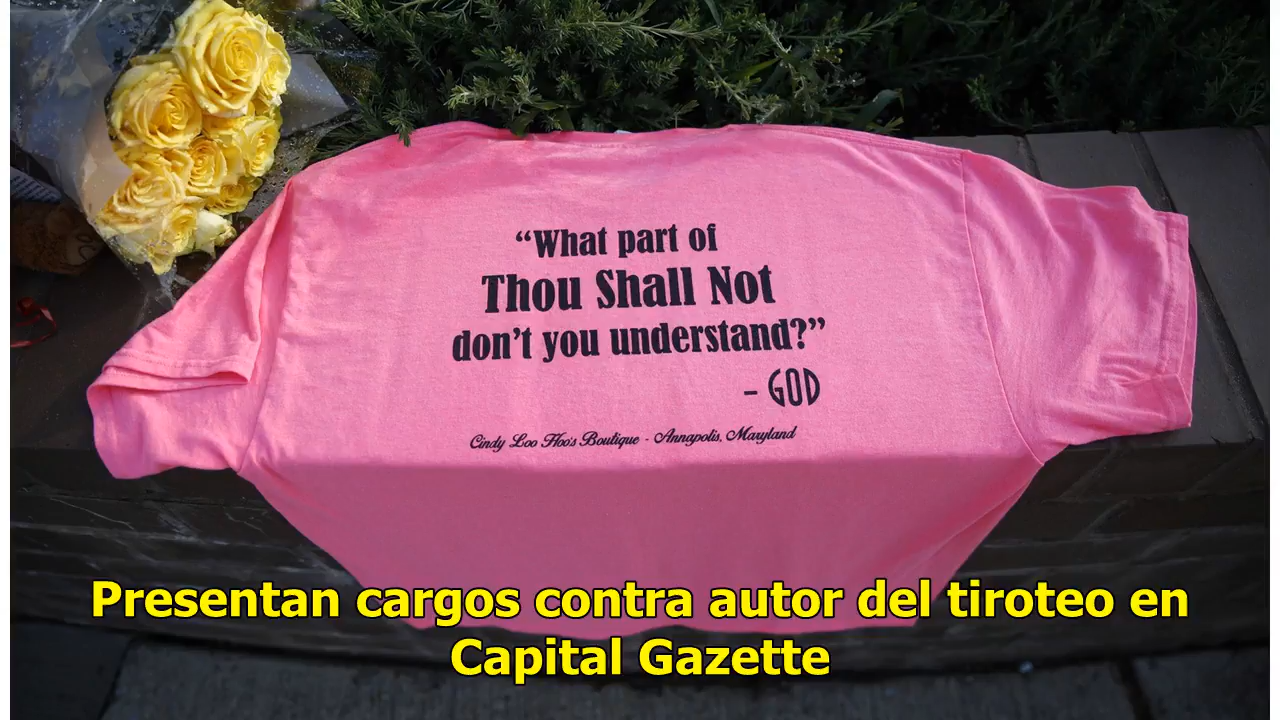 “What part of
Thou Shall Not
don’t you understand?”
– GOD
Cindy Loo Hoo's Boutique - Annapolis, Maryland
Presentan cargos contra autor del tiroteo en
Capital Gazette